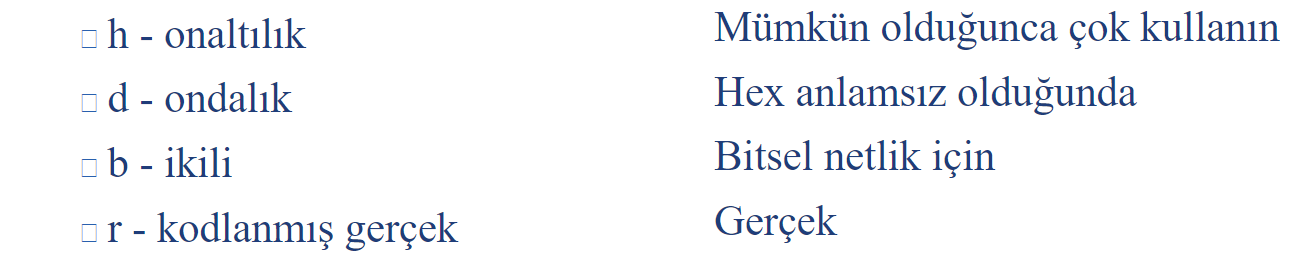 h - onaltılık Mümkün olduğunca çok kullanın
d - ondalık Hex anlamsız olduğunda
b - ikili Bitsel netlik için
r - kodlanmış gerçek Gerçek